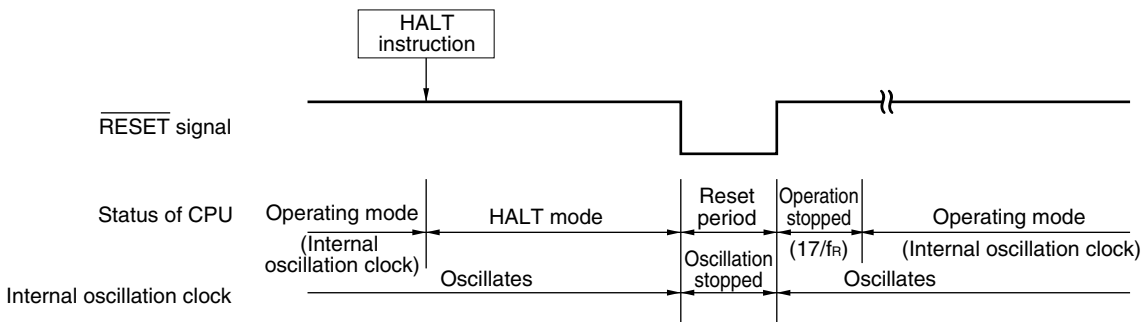 HALT
instruction
RESET signal
Status of CPU
Operating mode
(Internal
oscillation clock)
HALT mode
Reset
period
Operation
stopped
(17/fR)
Operating mode
(Internal oscillation clock)
Internal oscillation clock
Oscillates
Oscillation
stopped
Oscillates